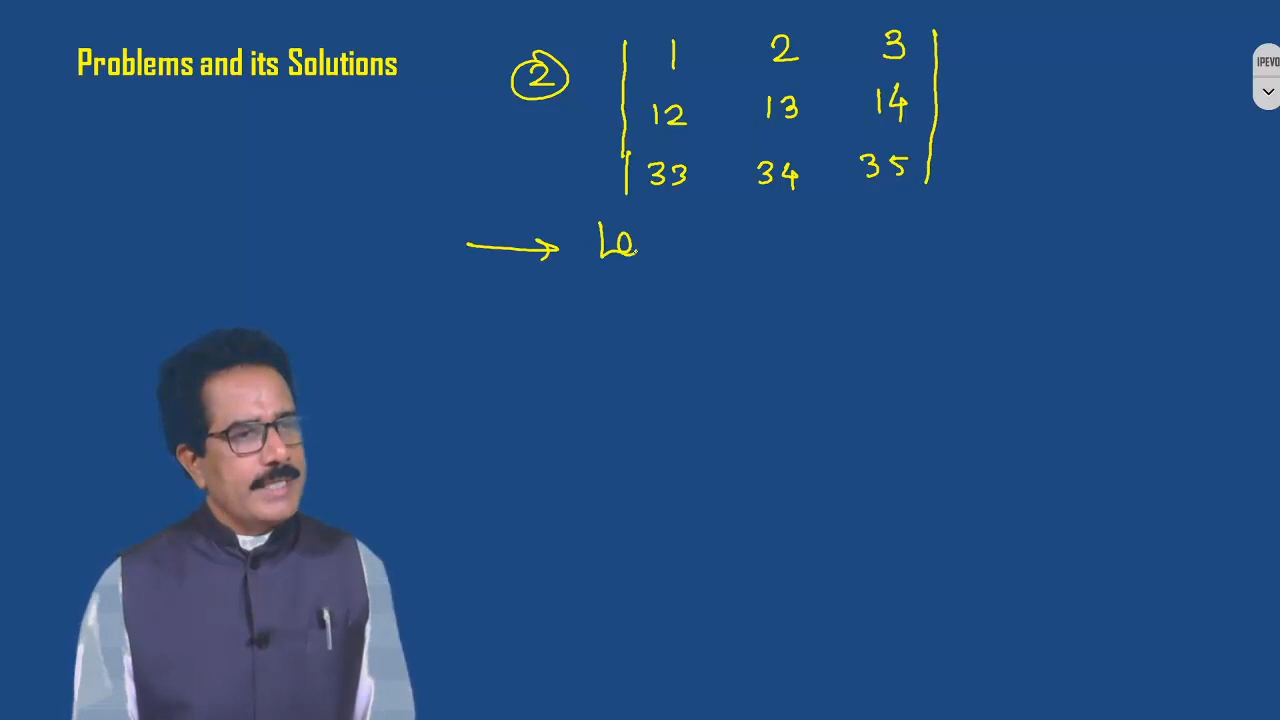 Problems and its Solutions
2 | 1 2 3 |
12 13 14
33 34 35
→ Le
IPEVO